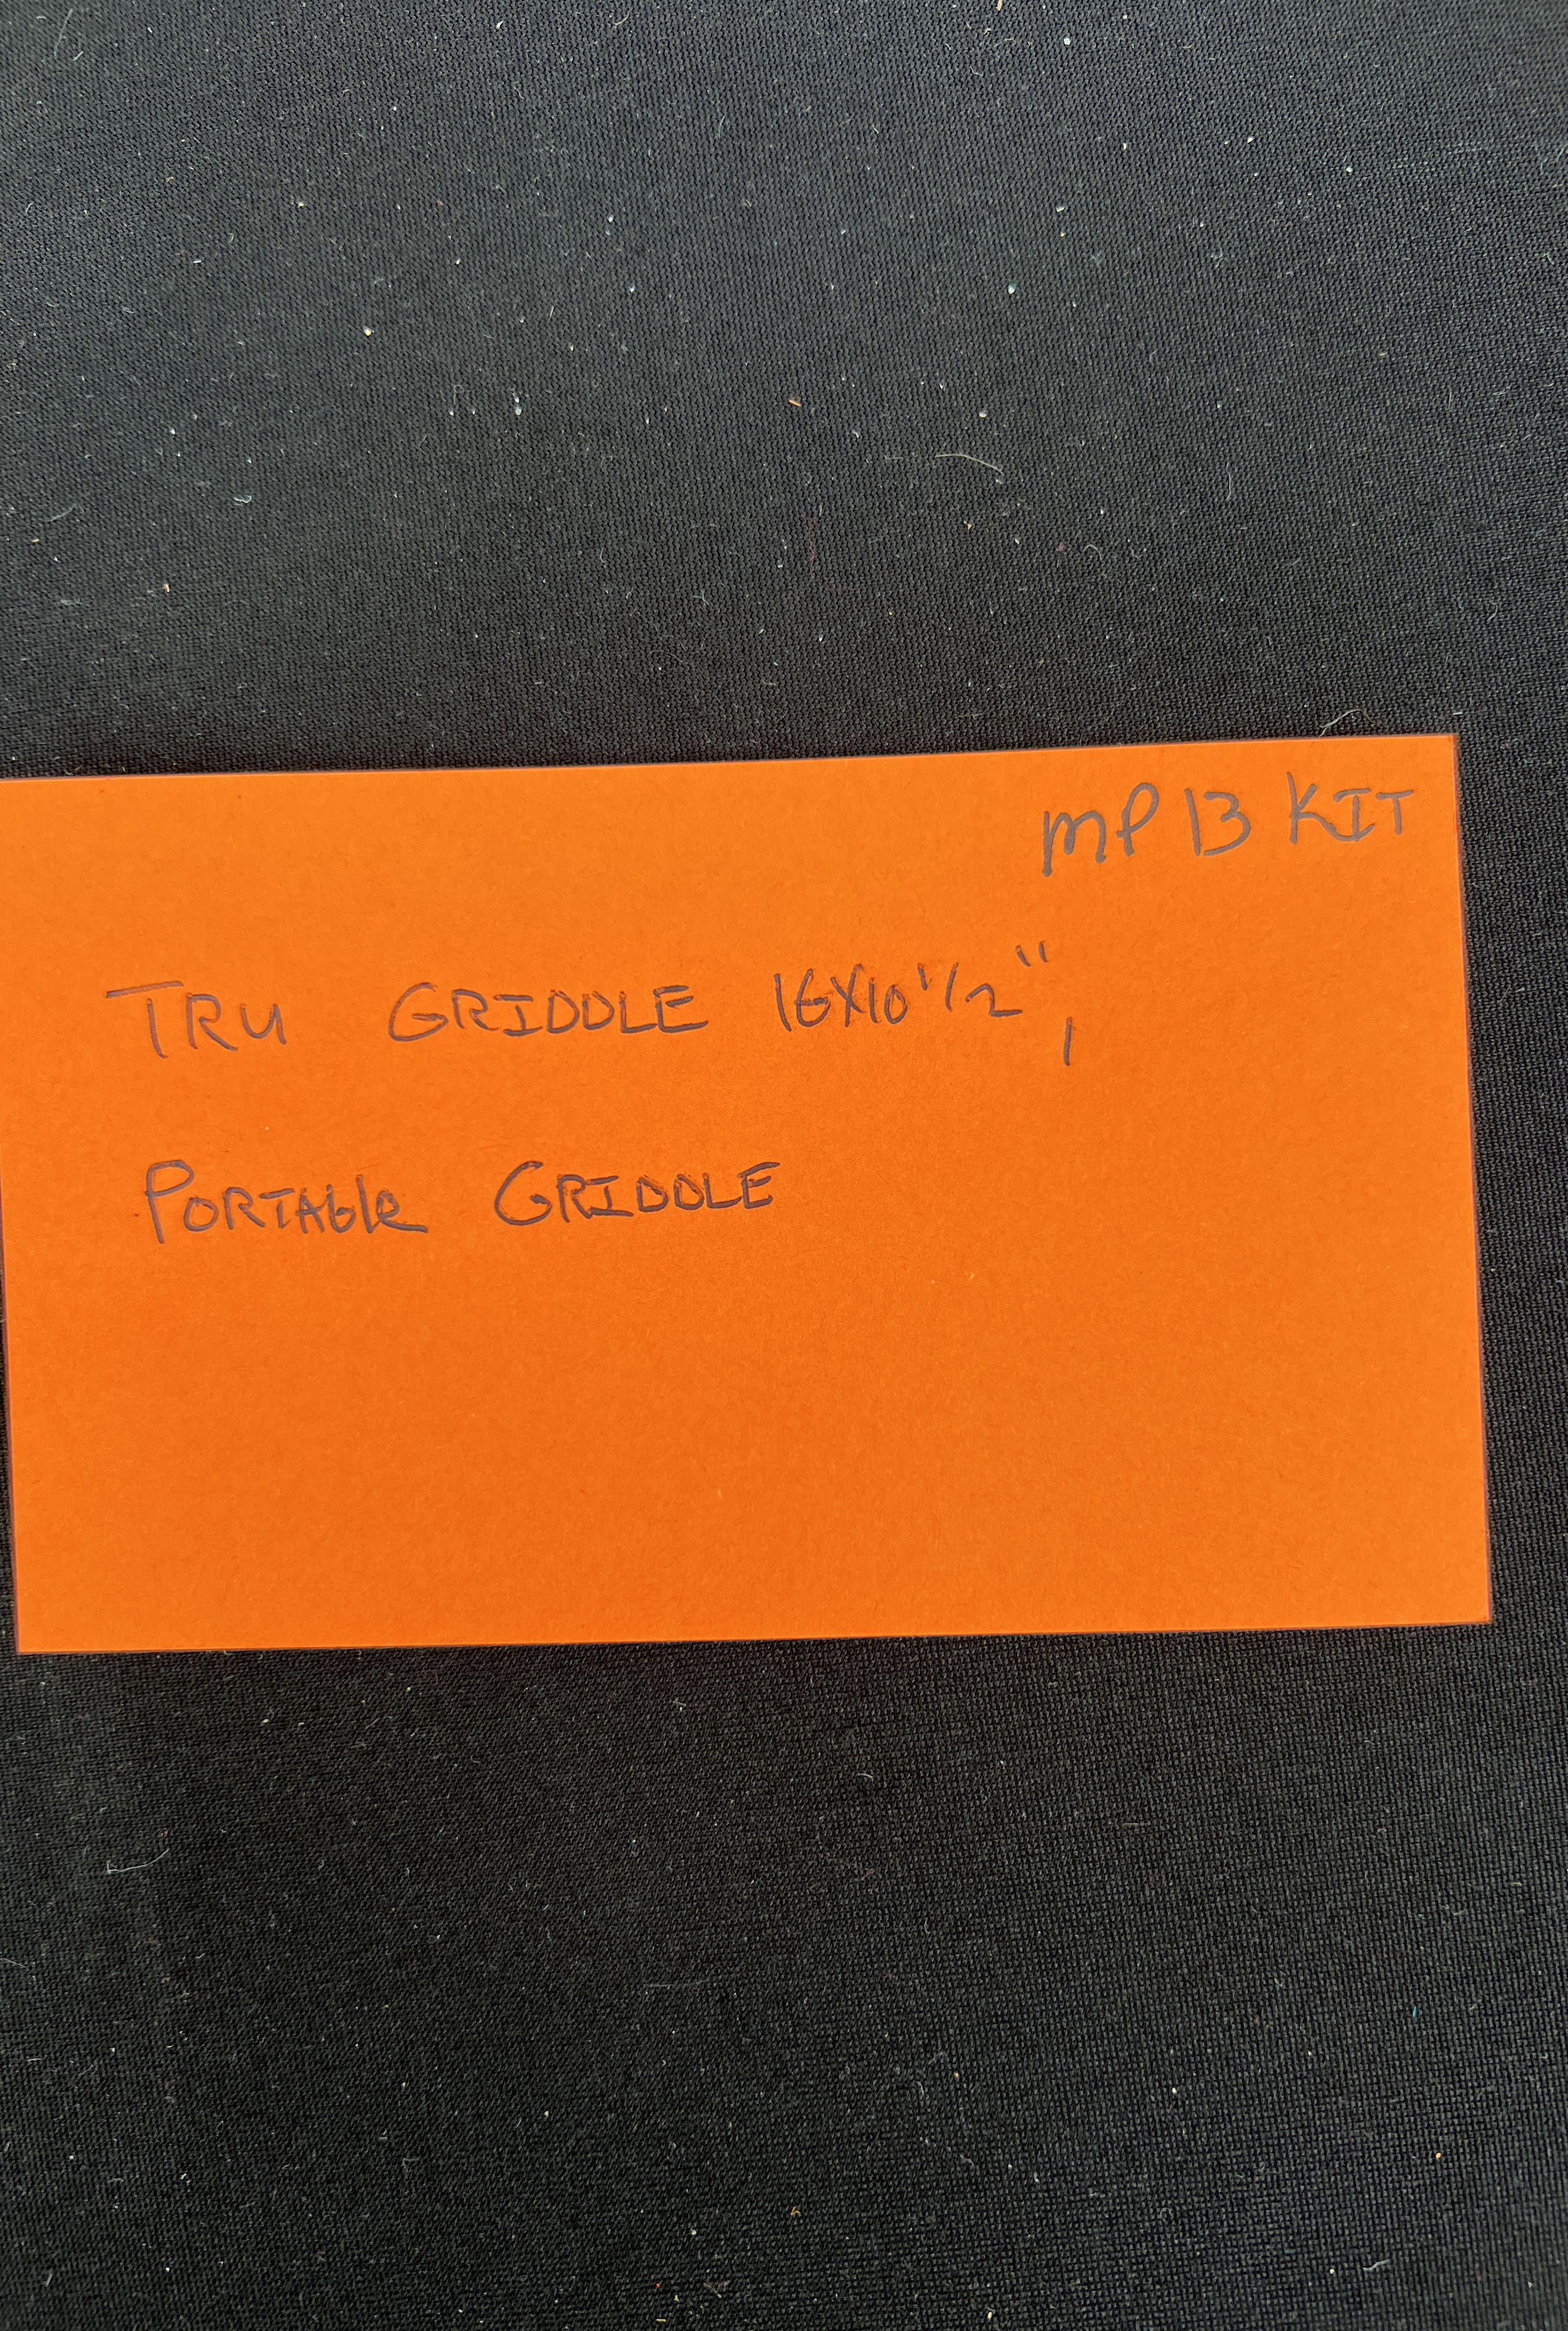 MP 13 KIT
TRU GRIDDLE 16X10 1/2",
PORTABLE GRIDDLE